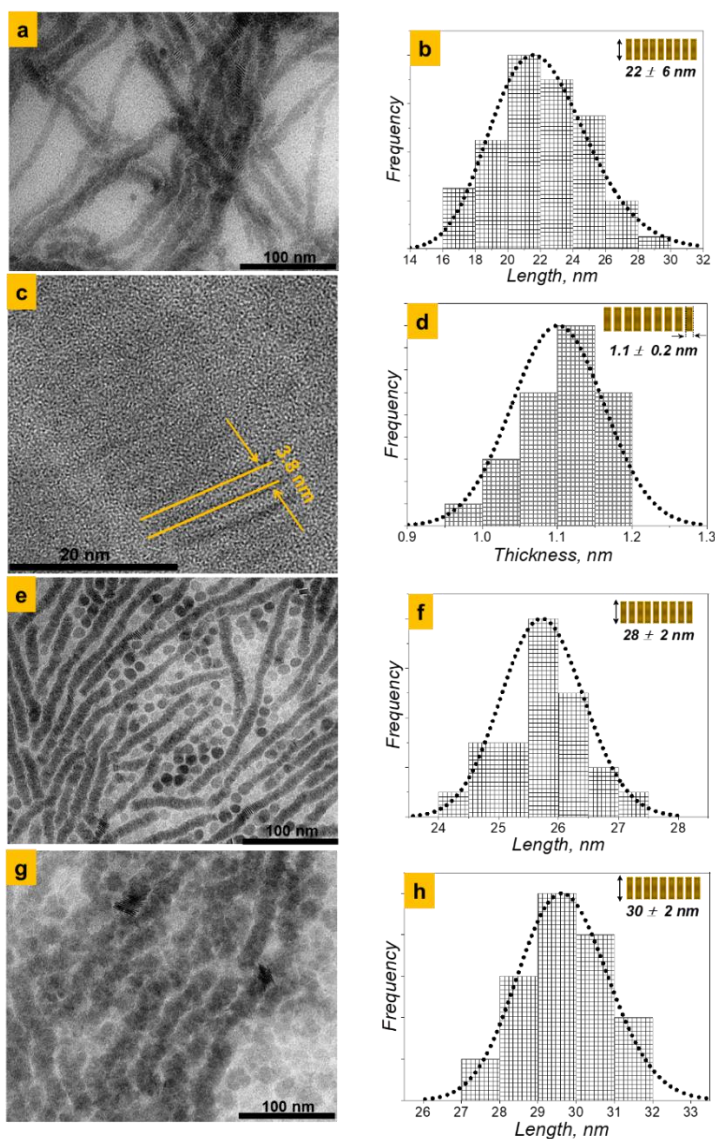 a
100 nm
b
22 ± 6 nm
Frequency
14 16 18 20 22 24 26 28 30 32
Length, nm
c
3.8 nm
20 nm
d
1.1 ± 0.2 nm
Frequency
0.9 1.0 1.1 1.2 1.3
Thickness, nm
e
100 nm
f
28 ± 2 nm
Frequency
24 25 26 27 28
Length, nm
g
100 nm
h
30 ± 2 nm
Frequency
26 27 28 29 30 31 32 33
Length, nm